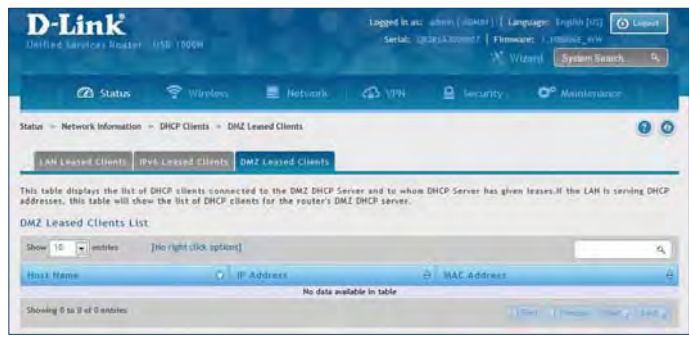 D-Link
Logged in as: admin ( ADMIN ) | Language: English [US] Logout
Unified Services Router
Serial: | Firmware:
Wizard System Search
Status Wireless Network VPN Security Maintenance
Status Network Information DHCP Clients DMZ Leased Clients
LAN Leased Clients IPv6 Leased Clients DMZ Leased Clients
This table displays the list of DHCP clients connected to the DMZ DHCP Server and to whom DHCP Server has given leases.If the LAN is serving DHCP
addresses, this table will show the list of DHCP clients for the router's DMZ DHCP server.
DMZ Leased Clients List
Show 10 entries [No right click options]
Host Name IP Address MAC Address
No data available in table
Showing 0 to 0 of 0 entries First Previous Next Last